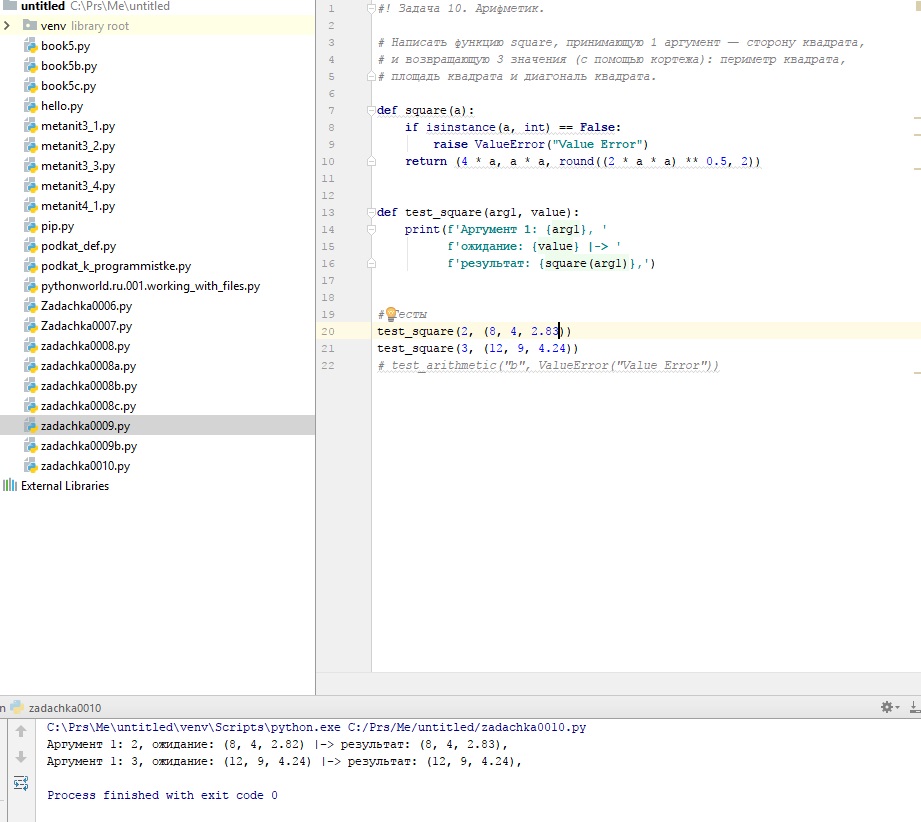 untitled C:\Prs\Me\untitled
venv library root
book5.py
book5b.py
book5c.py
hello.py
metanit3_1.py
metanit3_2.py
metanit3_3.py
metanit3_4.py
metanit4_1.py
pip.py
podkat_def.py
podkat_k_programmistke.py
pythonworld.ru.001.working_with_files.py
Zadachka0006.py
Zadachka0007.py
zadachka0008.py
zadachka0008a.py
zadachka0008b.py
zadachka0008c.py
zadachka0009.py
zadachka0009b.py
zadachka0010.py
External Libraries
1 #! Задача 10. Арифметик.
2
3 # Написать функцию square, принимающую 1 аргумент — сторону квадрата,
4 # и возвращающую 3 значения (с помощью кортежа): периметр квадрата,
5 # площадь квадрата и диагональ квадрата.
6
7 def square(a):
8 if isinstance(a, int) == False:
9 raise ValueError("Value Error")
10 return (4 * a, a * a, round((2 * a * a) ** 0.5, 2))
11
12
13 def test_square(arg1, value):
14 print(f'Аргумент 1: {arg1}, '
15 f'ожидание: {value} |-> '
16 f'результат: {square(arg1)},')
17
18
19 # Тесты
20 test_square(2, (8, 4, 2.83))
21 test_square(3, (12, 9, 4.24))
22 # test_arithmetic("b", ValueError("Value Error"))
n zadachka0010
C:\Prs\Me\untitled\venv\Scripts\python.exe C:/Prs/Me/untitled/zadachka0010.py
Аргумент 1: 2, ожидание: (8, 4, 2.82) |-> результат: (8, 4, 2.83),
Аргумент 1: 3, ожидание: (12, 9, 4.24) |-> результат: (12, 9, 4.24),
Process finished with exit code 0